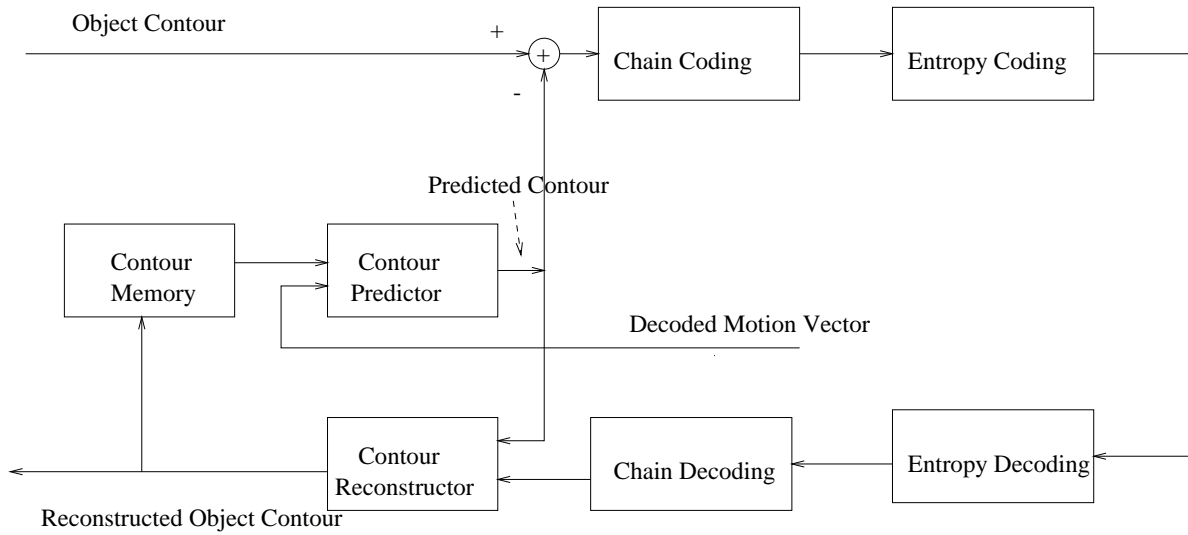 Object Contour
+
+
-
Chain Coding
Entropy Coding
Predicted Contour
Contour
Memory
Contour
Predictor
Decoded Motion Vector
Contour
Reconstructor
Chain Decoding
Entropy Decoding
Reconstructed Object Contour